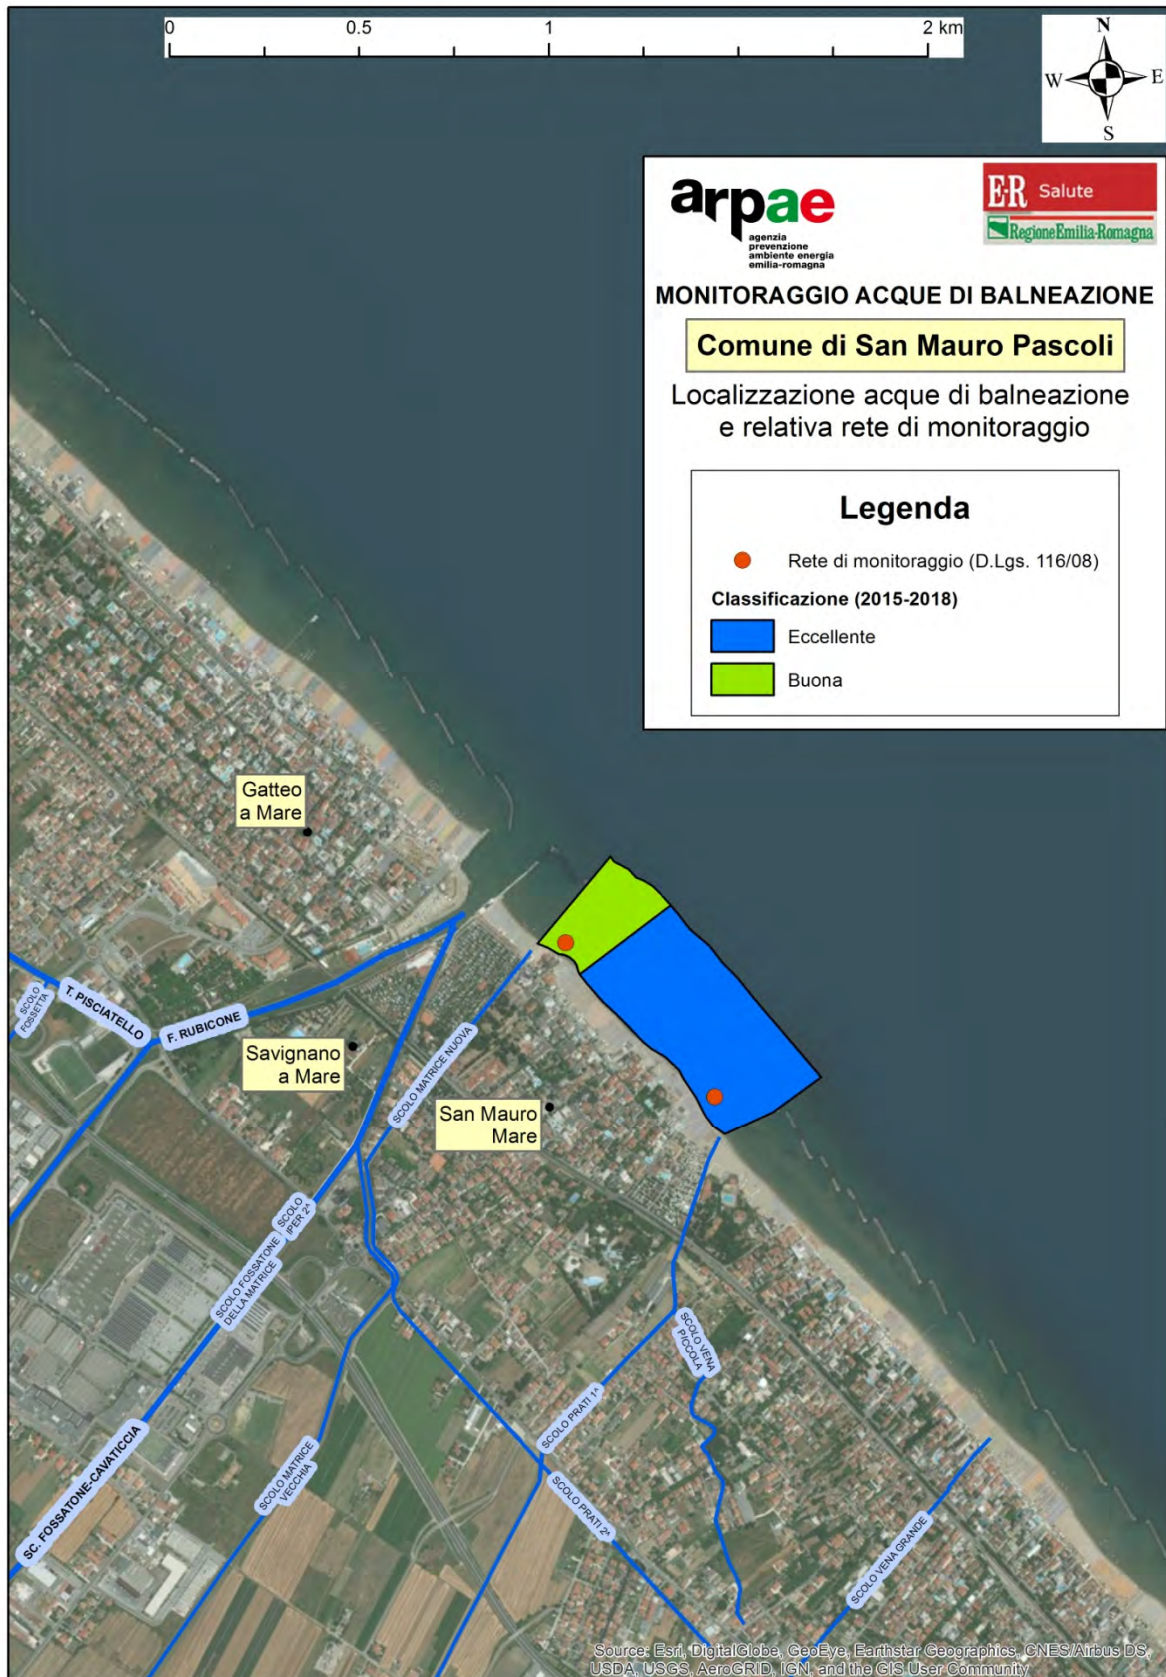 0 0.5 1 2 km
N
W E
S
arpae
agenzia
prevenzione
ambiente energia
emilia-romagna
E-R Salute
RegioneEmilia-Romagna
MONITORAGGIO ACQUE DI BALNEAZIONE
Comune di San Mauro Pascoli
Localizzazione acque di balneazione
e relativa rete di monitoraggio
Legenda
Rete di monitoraggio (D.Lgs. 116/08)
Classificazione (2015-2018)
Eccellente
Buona
Gatteo
a Mare
SCOLO
FOSSETTA
T. PISCIATELLO
F. RUBICONE
Savignano
a Mare
SCOLO MATRICE NUOVA
San Mauro
Mare
SCOLO
IPER 2^
SCOLO FOSSATONE
DELLA MATRICE
SCOLO VENA
PICCOLA
SCOLO PRATI 1^
SC. FOSSATONE-CAVATICCIA
SCOLO MATRICE
VECCHIA
SCOLO PRATI 2^
SCOLO VENA GRANDE
Source: Esri, DigitalGlobe, GeoEye, Earthstar Geographics, CNES/Airbus DS,
USDA, USGS, AeroGRID, IGN, and the GIS User Community